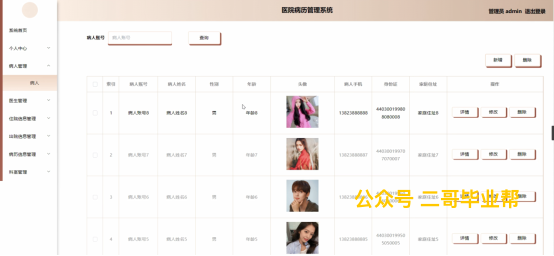 医院病历管理系统
管理员 admin 退出登录
系统首页
个人中心
病人管理
病人
医生管理
住院信息管理
出院信息管理
病历信息管理
科室管理
病人账号 病人账号 查询
新增 删除
索引 病人账号 病人姓名 性别 年龄 头像 病人手机 身份证 家庭住址 操作
1 病人账号8 病人姓名8 男 年龄8 13823888888 家庭住址8 详情 修改 删除
2 病人账号7 病人姓名7 男 年龄7 13823888887 家庭住址7 详情 修改 删除
3 病人账号6 病人姓名6 男 年龄6 家庭住址6 详情 修改 删除
4 病人账号5 病人姓名5 男 年龄5 13823888885 家庭住址5 详情 修改 删除
公众号 二哥毕业帮